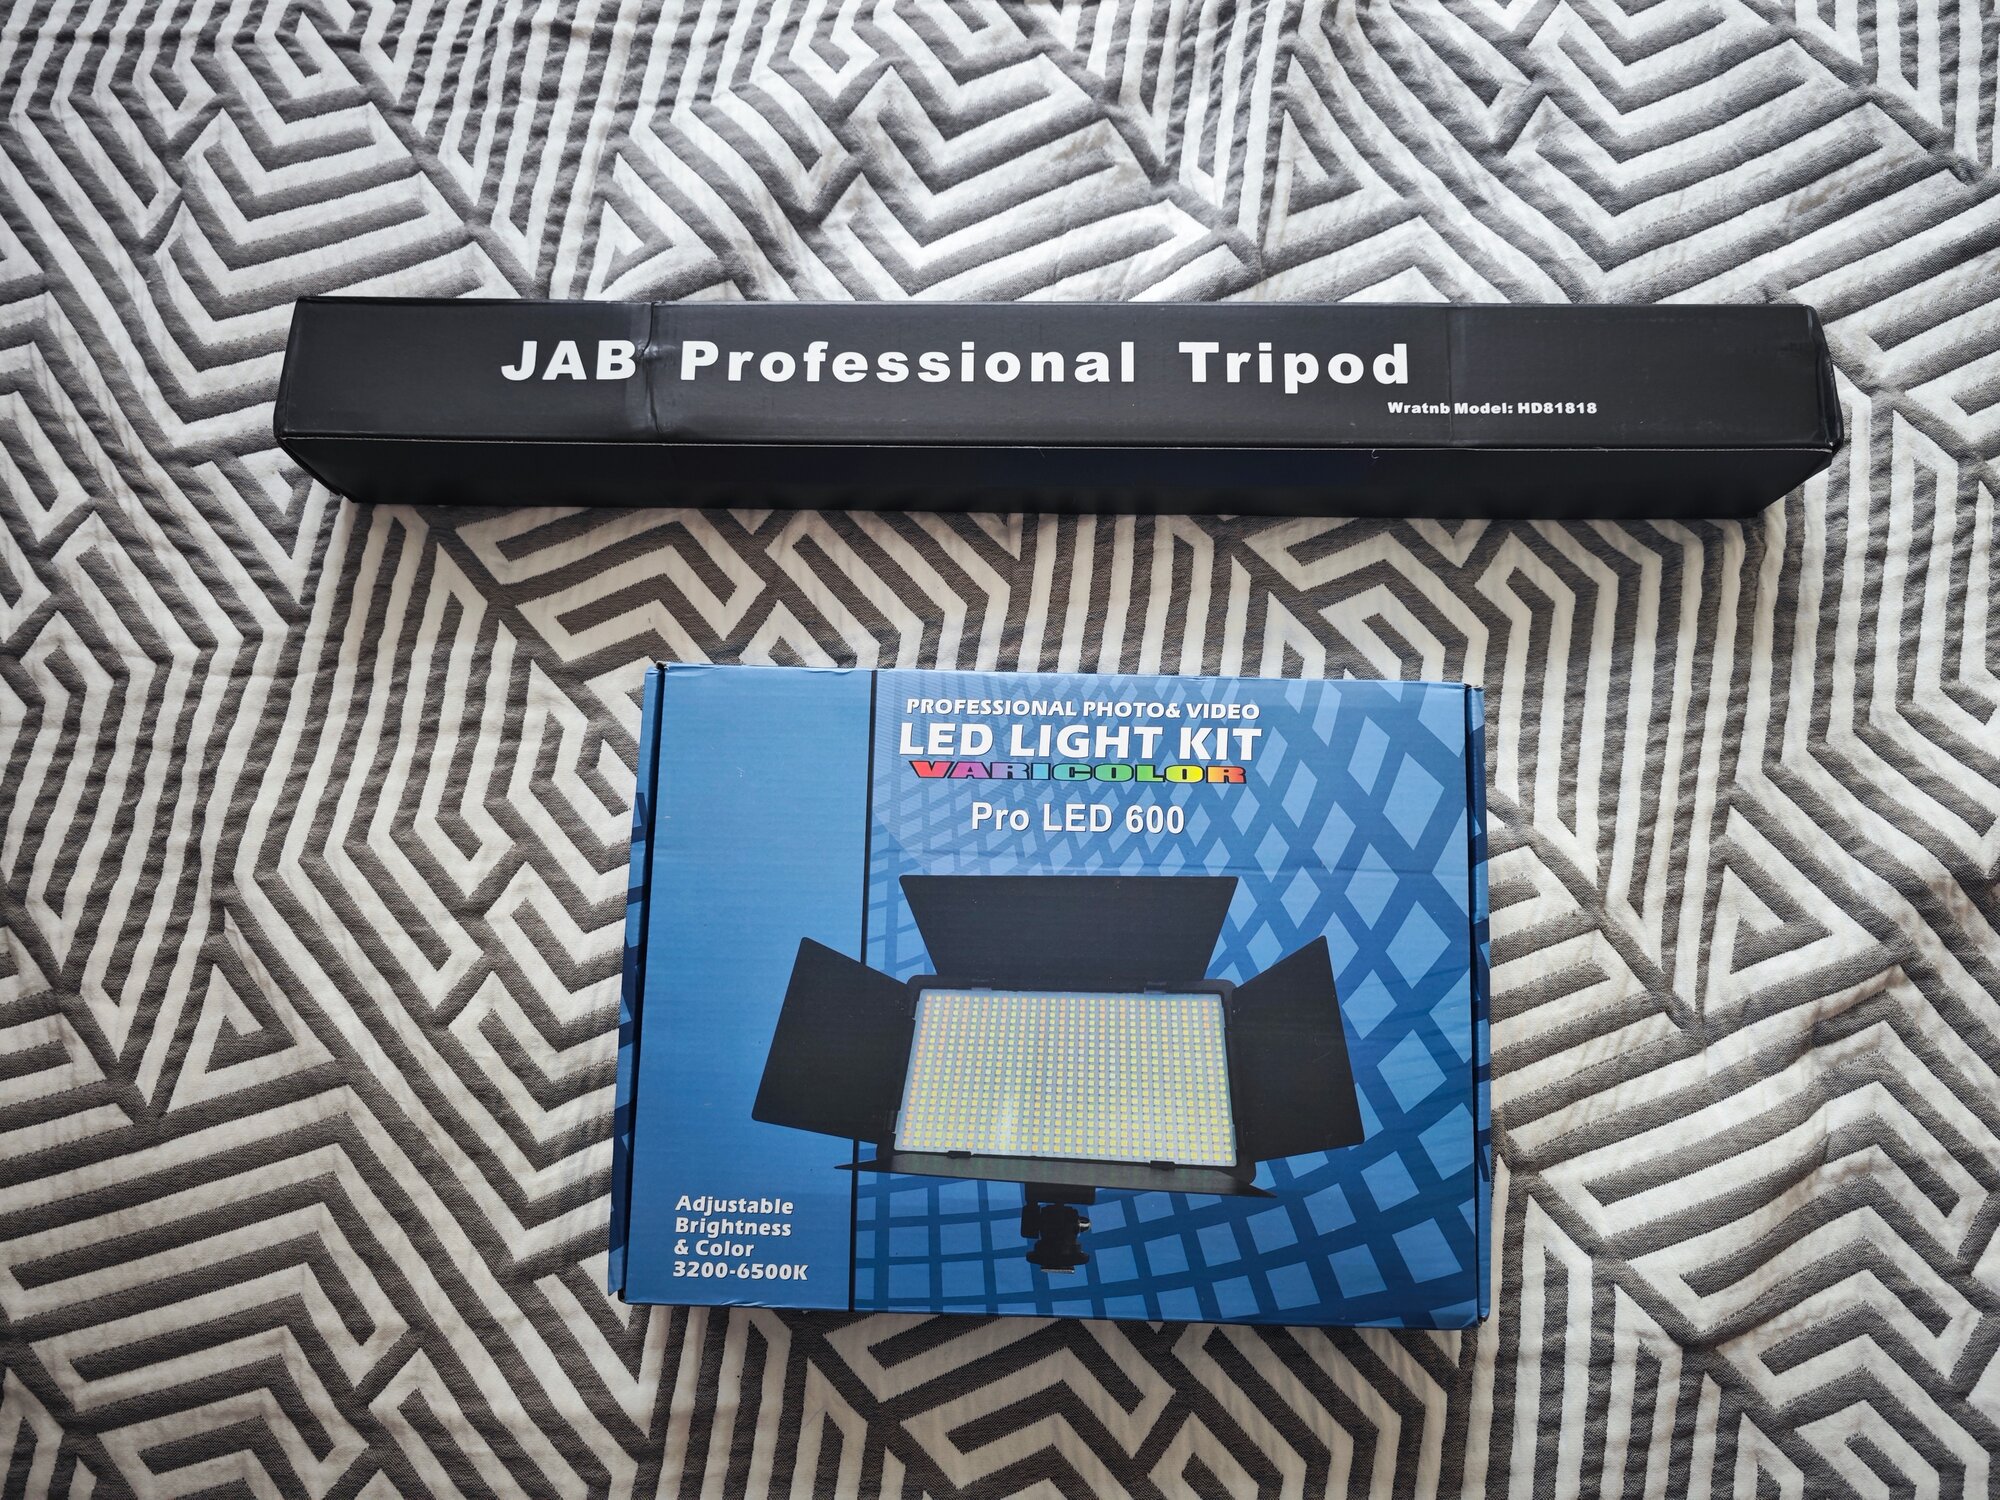 JAB Professional Tripod
Wratnb Model: HD81818
PROFESSIONAL PHOTO& VIDEO
LED LIGHT KIT
VARICOLOR
Pro LED 600
Adjustable
Brightness
& Color
3200-6500K